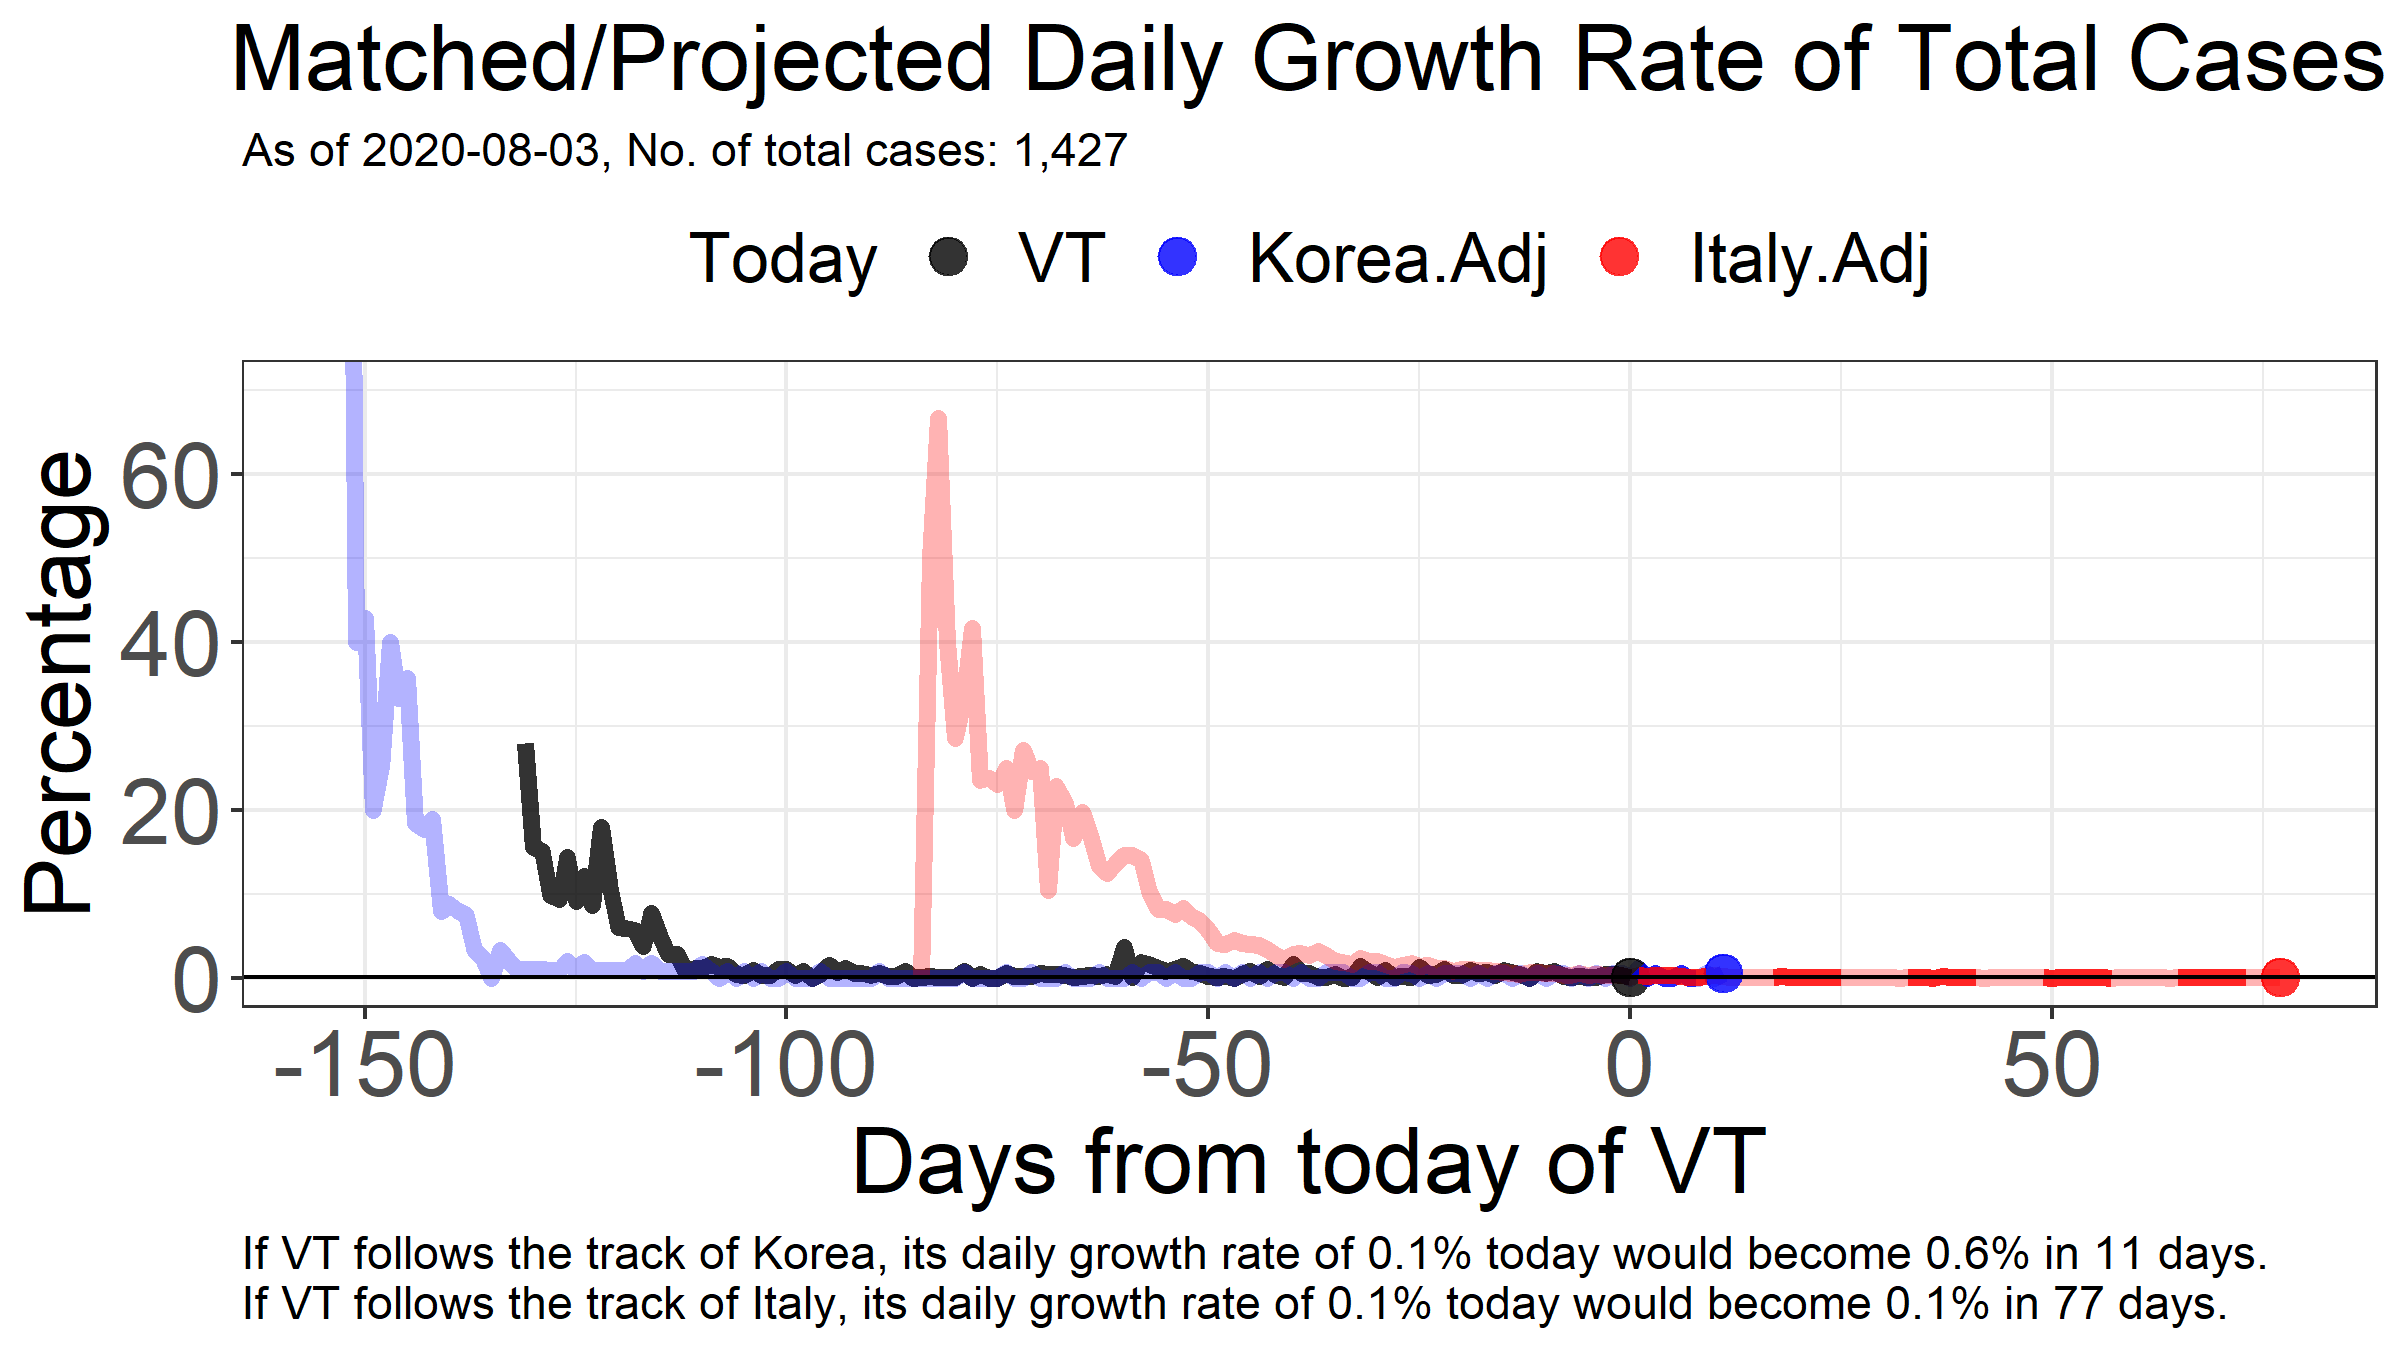 Matched/Projected Daily Growth Rate of Total Cases
As of 2020-08-03, No. of total cases: 1,427
Today VT Korea.Adj Italy.Adj
Percentage
60
40
20
0
-150 -100 -50 0 50
Days from today of VT
If VT follows the track of Korea, its daily growth rate of 0.1% today would become 0.6% in 11 days.
If VT follows the track of Italy, its daily growth rate of 0.1% today would become 0.1% in 77 days.